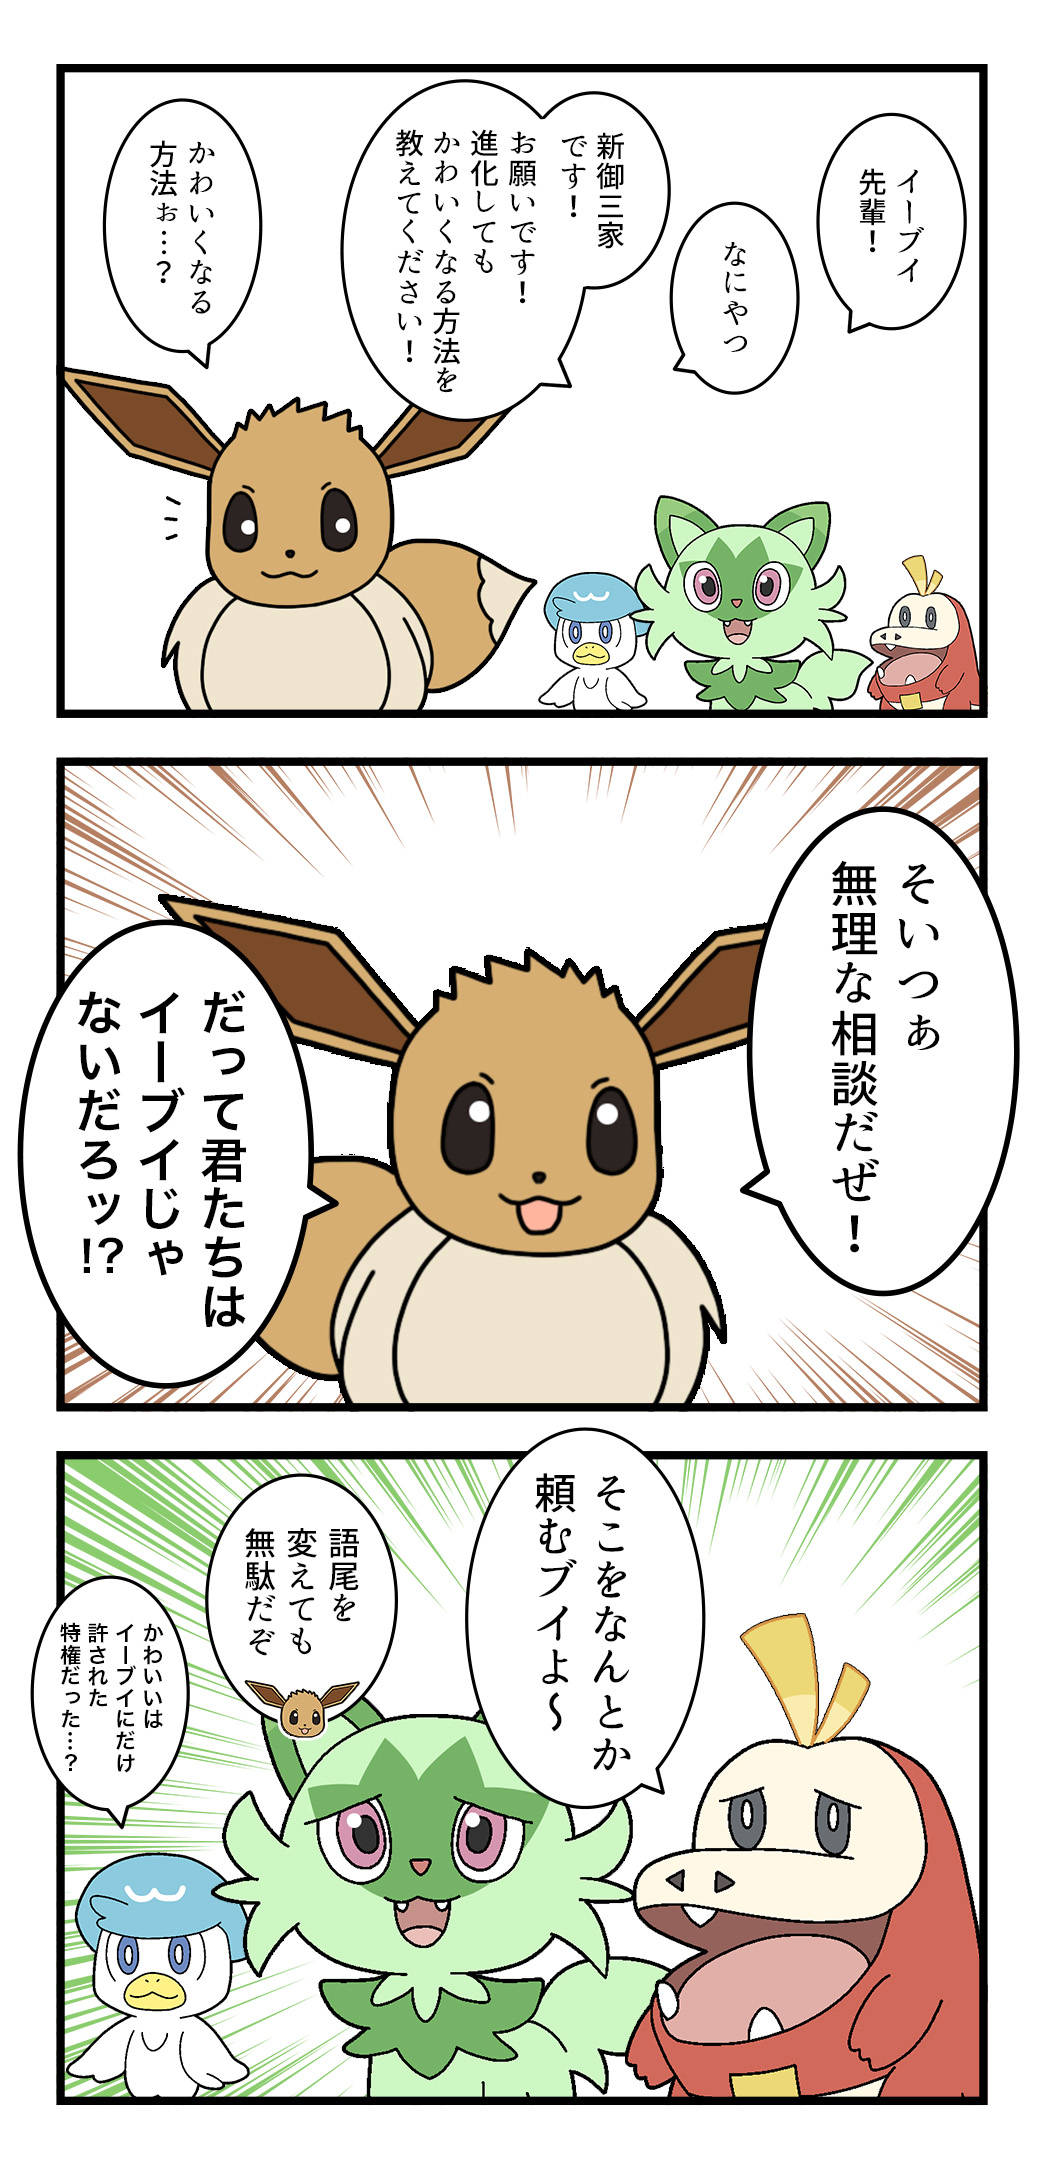 イーブイ
先輩！
なにやつ
新御三家
です！
お願いです！
進化しても
かわいくなる方法を
教えてください！
かわいくなる
方法ぉ…？
そいつぁ
無理な相談だぜ！
だって君たちは
イーブイじゃ
ないだろッ!?
そこをなんとか
頼むブイよ〜
語尾を
変えても
無駄だぞ
かわいいは
イーブイにだけ
許された
特権だった…？